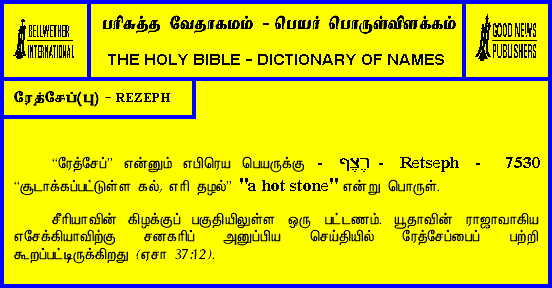 BELLWETHER
INTERNATIONAL
பரிசுத்த வேதாகமம் - பெயர் பொருள்விளக்கம்
THE HOLY BIBLE - DICTIONARY OF NAMES
GOOD NEWS
PUBLISHERS
ரேத்சேப்(பு) - REZEPH
“ரேத்சேப்” என்னும் எபிரெய பெயருக்கு - רֶצֶף - Retseph - 7530
“சூடாக்கப்பட்டுள்ள கல், எரி தழல்” "a hot stone" என்று பொருள்.
சீரியாவின் கிழக்குப் பகுதியிலுள்ள ஒரு பட்டணம். யூதாவின் ராஜாவாகிய
எசேக்கியாவிற்கு சனகரிப் அனுப்பிய செய்தியில் ரேத்சேப்பைப் பற்றி
கூறப்பட்டிருக்கிறது (ஏசா 37:12).